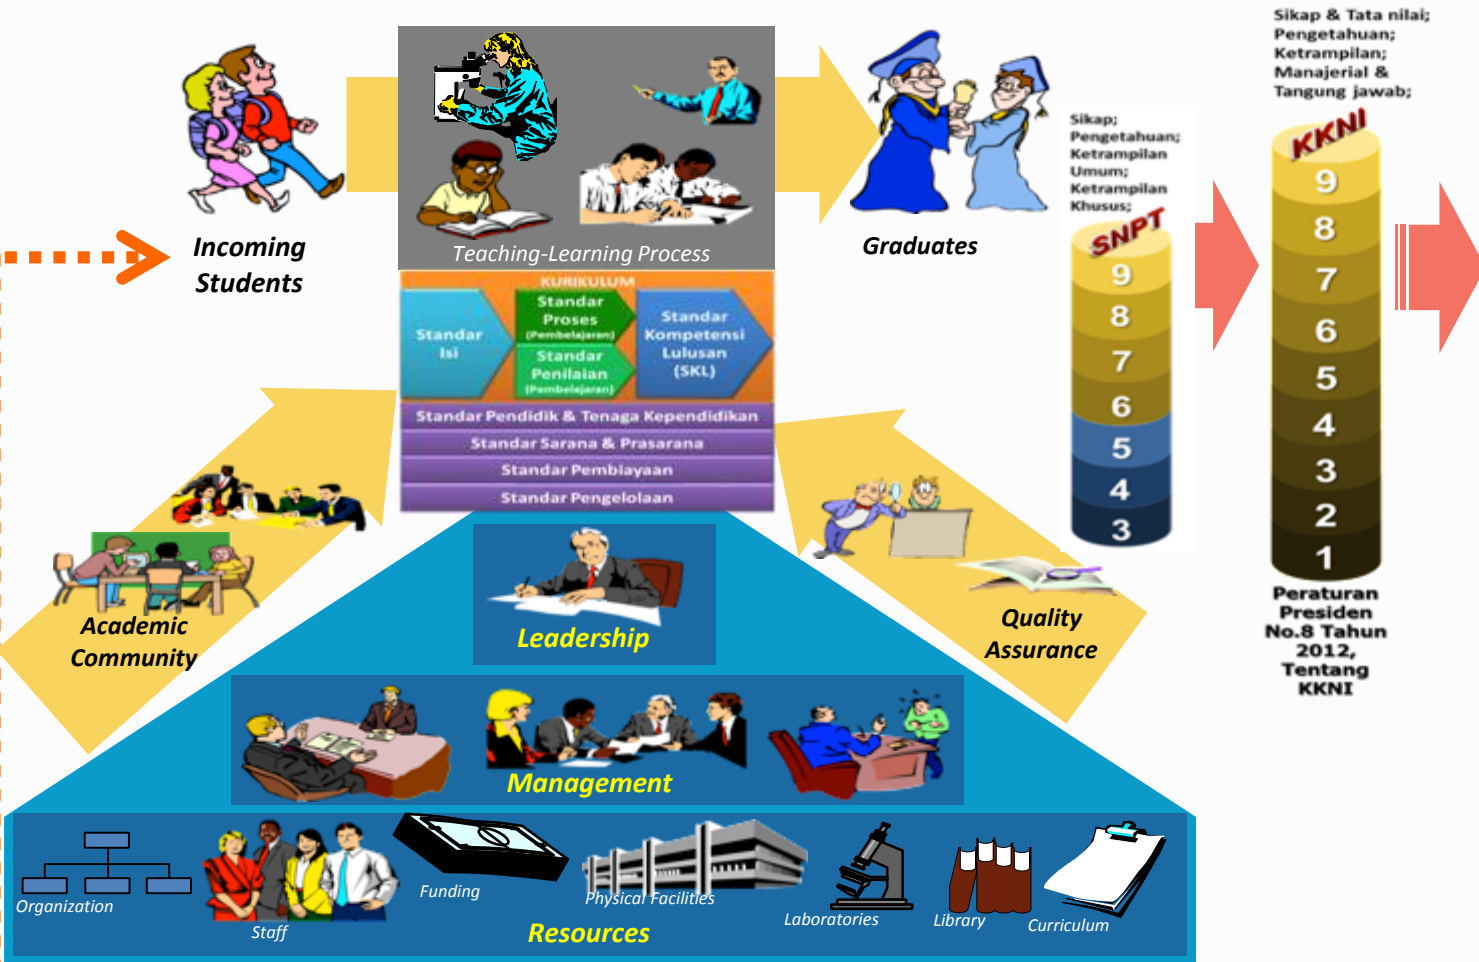 Incoming
Students
Teaching-Learning Process
Graduates
KURIKULUM
Standar
Isi
Standar
Proses
(Pembelajaran)
Standar
Penilaian
(Pembelajaran)
Standar
Kompetensi
Lulusan
(SKL)
Standar Pendidik & Tenaga Kependidikan
Standar Sarana & Prasarana
Standar Pembiayaan
Standar Pengelolaan
Sikap;
Pengetahuan;
Ketrampilan
Umum;
Ketrampilan
Khusus;
SNPT
9
8
7
6
5
4
3
Sikap & Tata nilai;
Pengetahuan;
Ketrampilan;
Manajerial &
Tangung jawab;
KKNI
9
8
7
6
5
4
3
2
1
Peraturan
Presiden
No.8 Tahun
2012,
Tentang
KKNI
Academic
Community
Quality
Assurance
Leadership
Management
Organization
Staff
Funding
Physical Facilities
Laboratories
Library
Curriculum
Resources